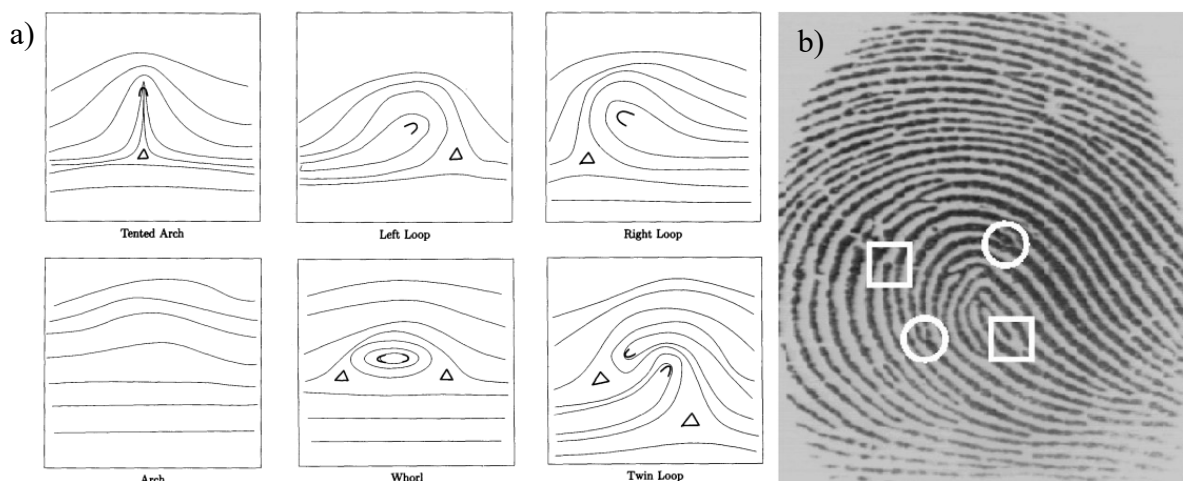 a)
b)
Tented Arch
Left Loop
Right Loop
Arch
Whorl
Twin Loop